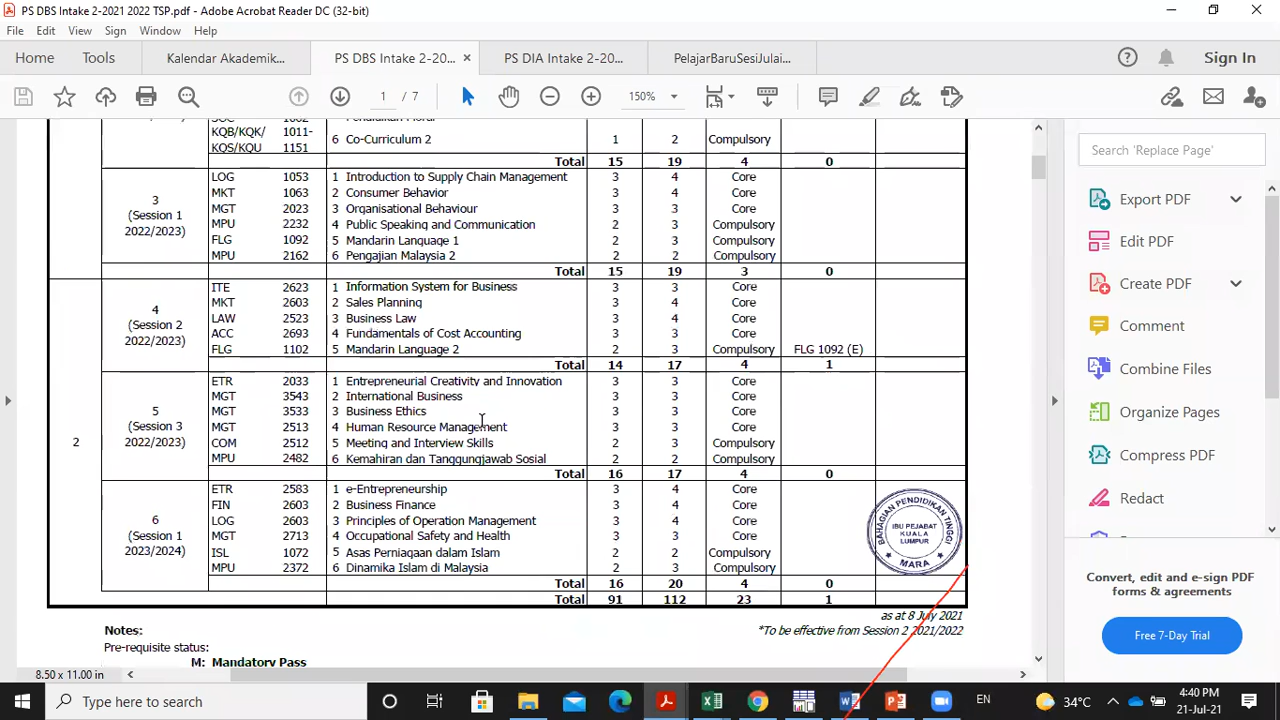 PS DBS Intake 2-2021 2022 TSP.pdf - Adobe Acrobat Reader DC (32-bit)
File Edit View Sign Window Help
Home Tools Kalendar Akademik... PS DBS Intake 2-20... × PS DIA Intake 2-20... PelajarBaruSesiJulai... Sign In
1 / 7 150%
KQB/KQK/ 1011- 6 Co-Curriculum 2 1 2 Compulsory
KQS/KQU 1151
Total 15 19 4 0
3 (Session 1 2022/2023)
LOG 1053 1 Introduction to Supply Chain Management 3 4 Core
MKT 1063 2 Consumer Behavior 3 4 Core
MGT 2023 3 Organisational Behaviour 3 3 Core
MPU 2232 4 Public Speaking and Communication 2 3 Compulsory
FLG 1092 5 Mandarin Language 1 2 3 Compulsory
MPU 2162 6 Pengajian Malaysia 2 2 2 Compulsory
Total 15 19 3 0
2
4 (Session 2 2022/2023)
ITE 2623 1 Information System for Business 3 3 Core
MKT 2603 2 Sales Planning 3 4 Core
LAW 2523 3 Business Law 3 4 Core
ACC 2693 4 Fundamentals of Cost Accounting 3 3 Core
FLG 1102 5 Mandarin Language 2 2 3 Compulsory FLG 1092 (E)
Total 14 17 4 1
5 (Session 3 2022/2023)
ETR 2033 1 Entrepreneurial Creativity and Innovation 3 3 Core
MGT 3543 2 International Business 3 3 Core
MGT 3533 3 Business Ethics 3 3 Core
MGT 2513 4 Human Resource Management 3 3 Core
COM 2512 5 Meeting and Interview Skills 2 3 Compulsory
MPU 2482 6 Kemahiran dan Tanggungjawab Sosial 2 2 Compulsory
Total 16 17 4 0
6 (Session 1 2023/2024)
ETR 2583 1 e-Entrepreneurship 3 4 Core
FIN 2603 2 Business Finance 3 4 Core
LOG 2603 3 Principles of Operation Management 3 4 Core
MGT 2713 4 Occupational Safety and Health 3 4 Core
ISL 1072 5 Asas Perniagaan dalam Islam 2 2 Compulsory
MPU 2372 6 Dinamika Islam di Malaysia 2 3 Compulsory
Total 16 20 4 0
Total 91 112 23 1
BAHAGIAN PENDIDIKAN TINGGI
IBU PEJABAT
KUALA
LUMPUR
MARA
as at 8 July 2021
*To be effective from Session 2 2021/2022
Notes:
Pre-requisite status:
M: Mandatory Pass
8.50 x 11.00 in
Search 'Replace Page'
Export PDF
Edit PDF
Create PDF
Comment
Combine Files
Organize Pages
Compress PDF
Redact
Convert, edit and e-sign PDF
forms & agreements
Free 7-Day Trial
Type here to search
EN
34°C
4:40 PM
21-Jul-21